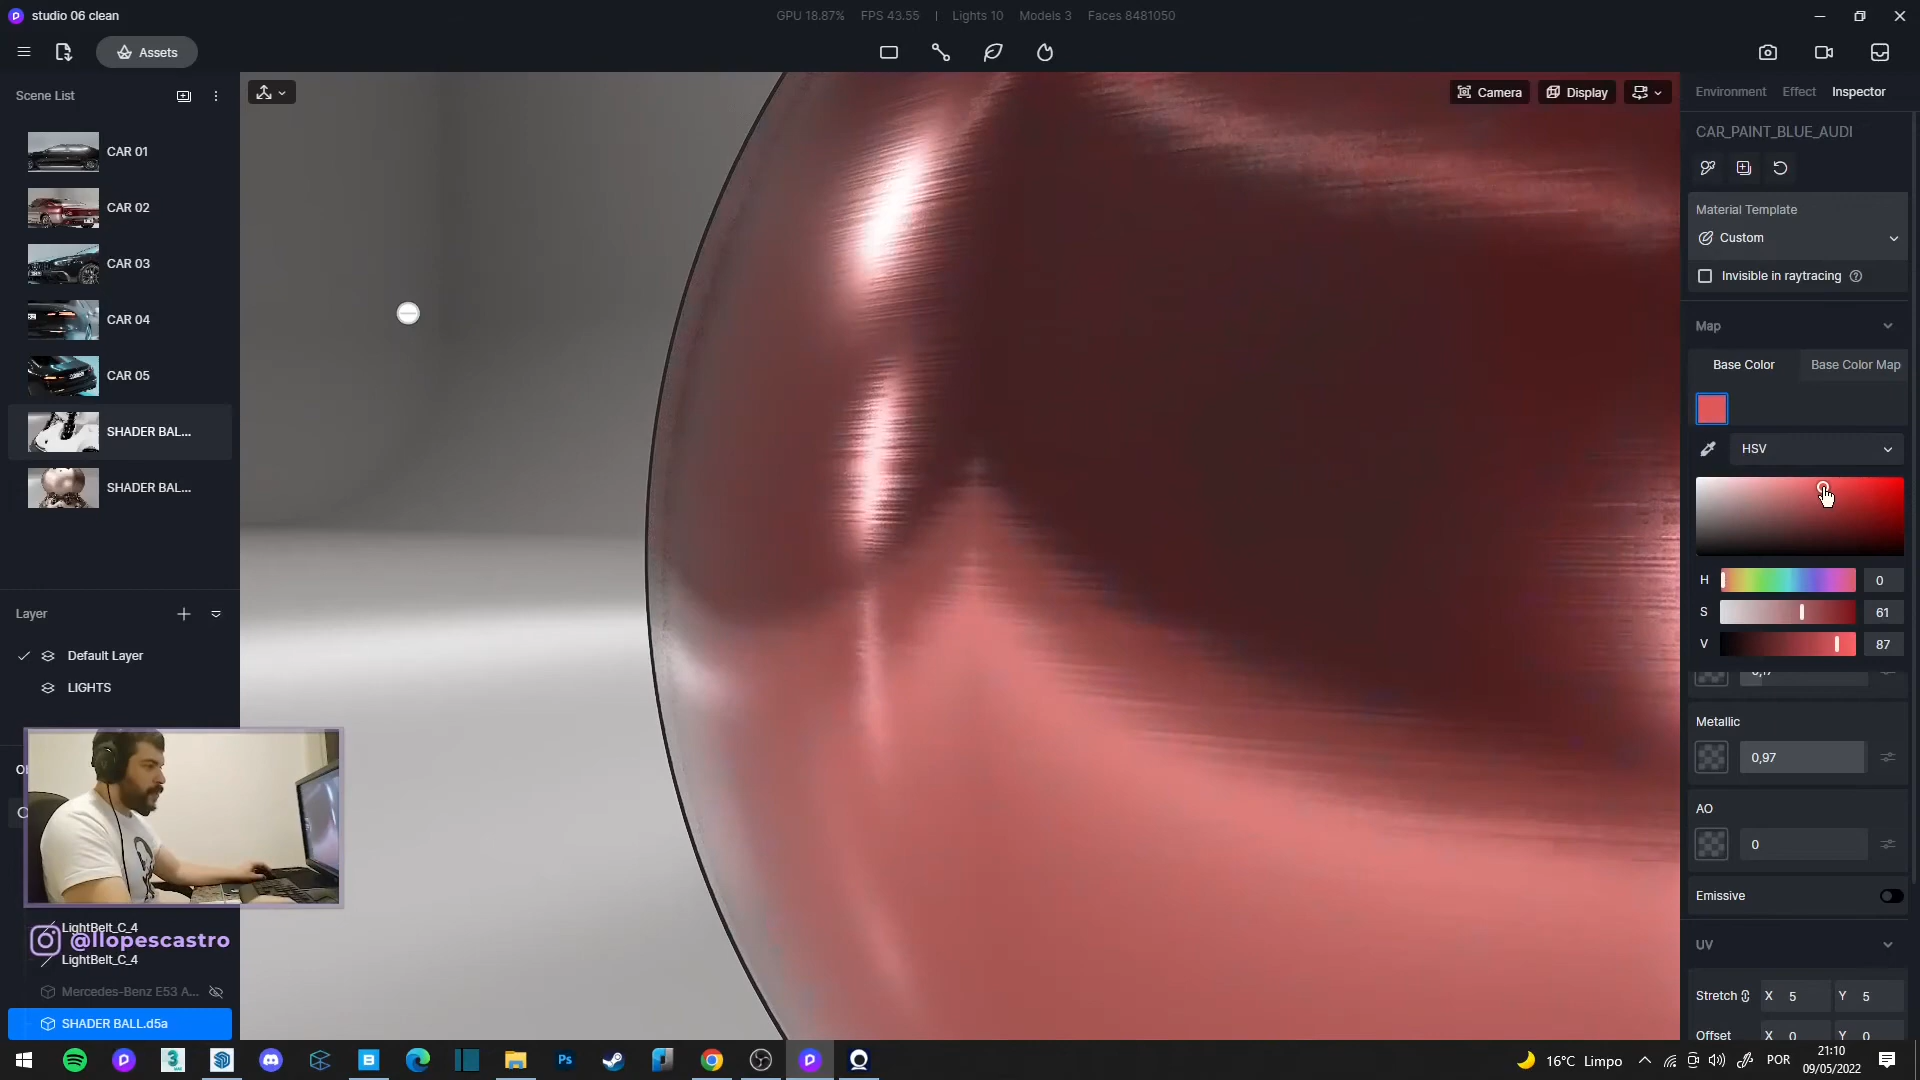 studio 06 clean
GPU 18.87% FPS 43.55 | Lights 10 Models 3 Faces 8481050
Assets
Scene List
CAR 01
CAR 02
CAR 03
CAR 04
CAR 05
SHADER BAL...
SHADER BAL...
Layer
Default Layer
LIGHTS
LightBelt_C_4
@llopescastro
LightBelt_C_4
Mercedes-Benz E53 A...
SHADER BALL.d5a
Camera
Display
Environment Effect Inspector
CAR_PAINT_BLUE_AUDI
Material Template
Custom
Invisible in raytracing
Map
Base Color Base Color Map
HSV
H 0
S 61
V 87
Metallic
0,97
AO
0
Emissive
UV
Stretch X 5 Y 5
Offset X 0 Y 0
Ps
16°C Limpo
POR
21:10
09/05/2022